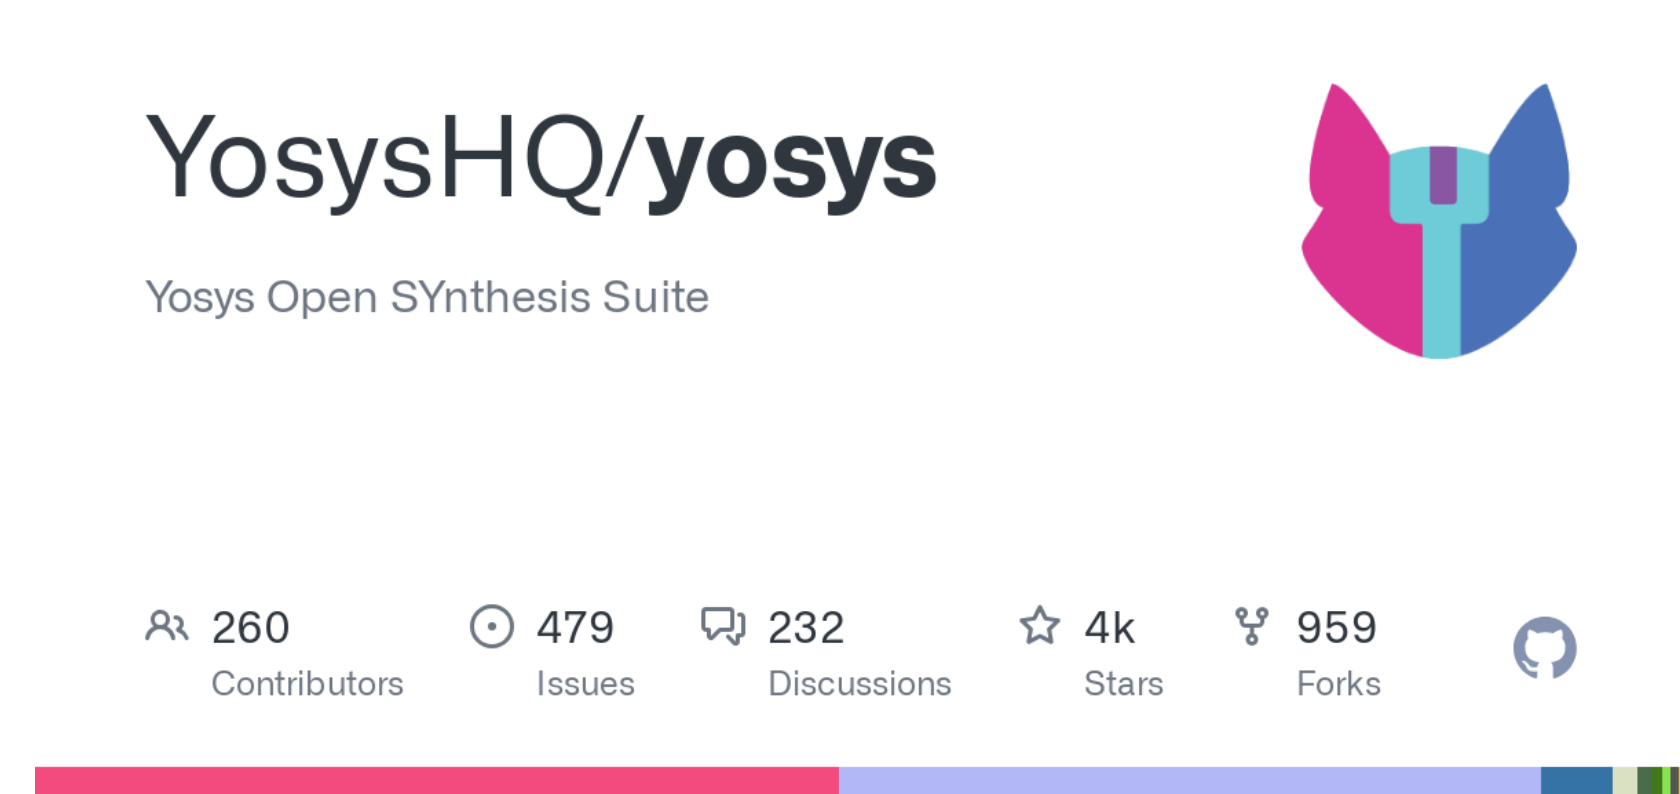 YosysHQ/yosys
Yosys Open SYnthesis Suite
260 479 232 4k 959
Contributors Issues Discussions Stars Forks